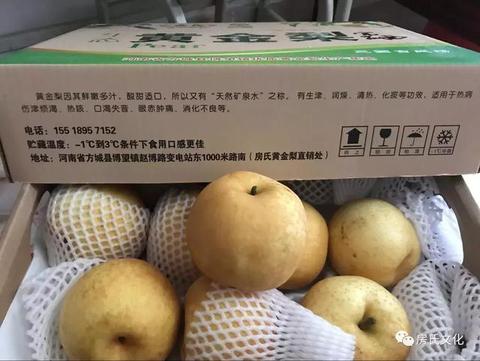 黄金梨
黄金梨因其鲜嫩多汁，酸甜适口，所以又有“天然矿泉水”之称。有生津、润燥、清热、化痰等功效，适用于热病
伤津烦渴、热咳、口渴失音、眼赤肿痛、消化不良等。
电话：155 1895 7152
贮藏温度：-1℃到3℃条件下食用口感更佳
地址：河南省方城县博望镇赵博路变电站东1000米路南（房氏黄金梨直销处）
房氏文化